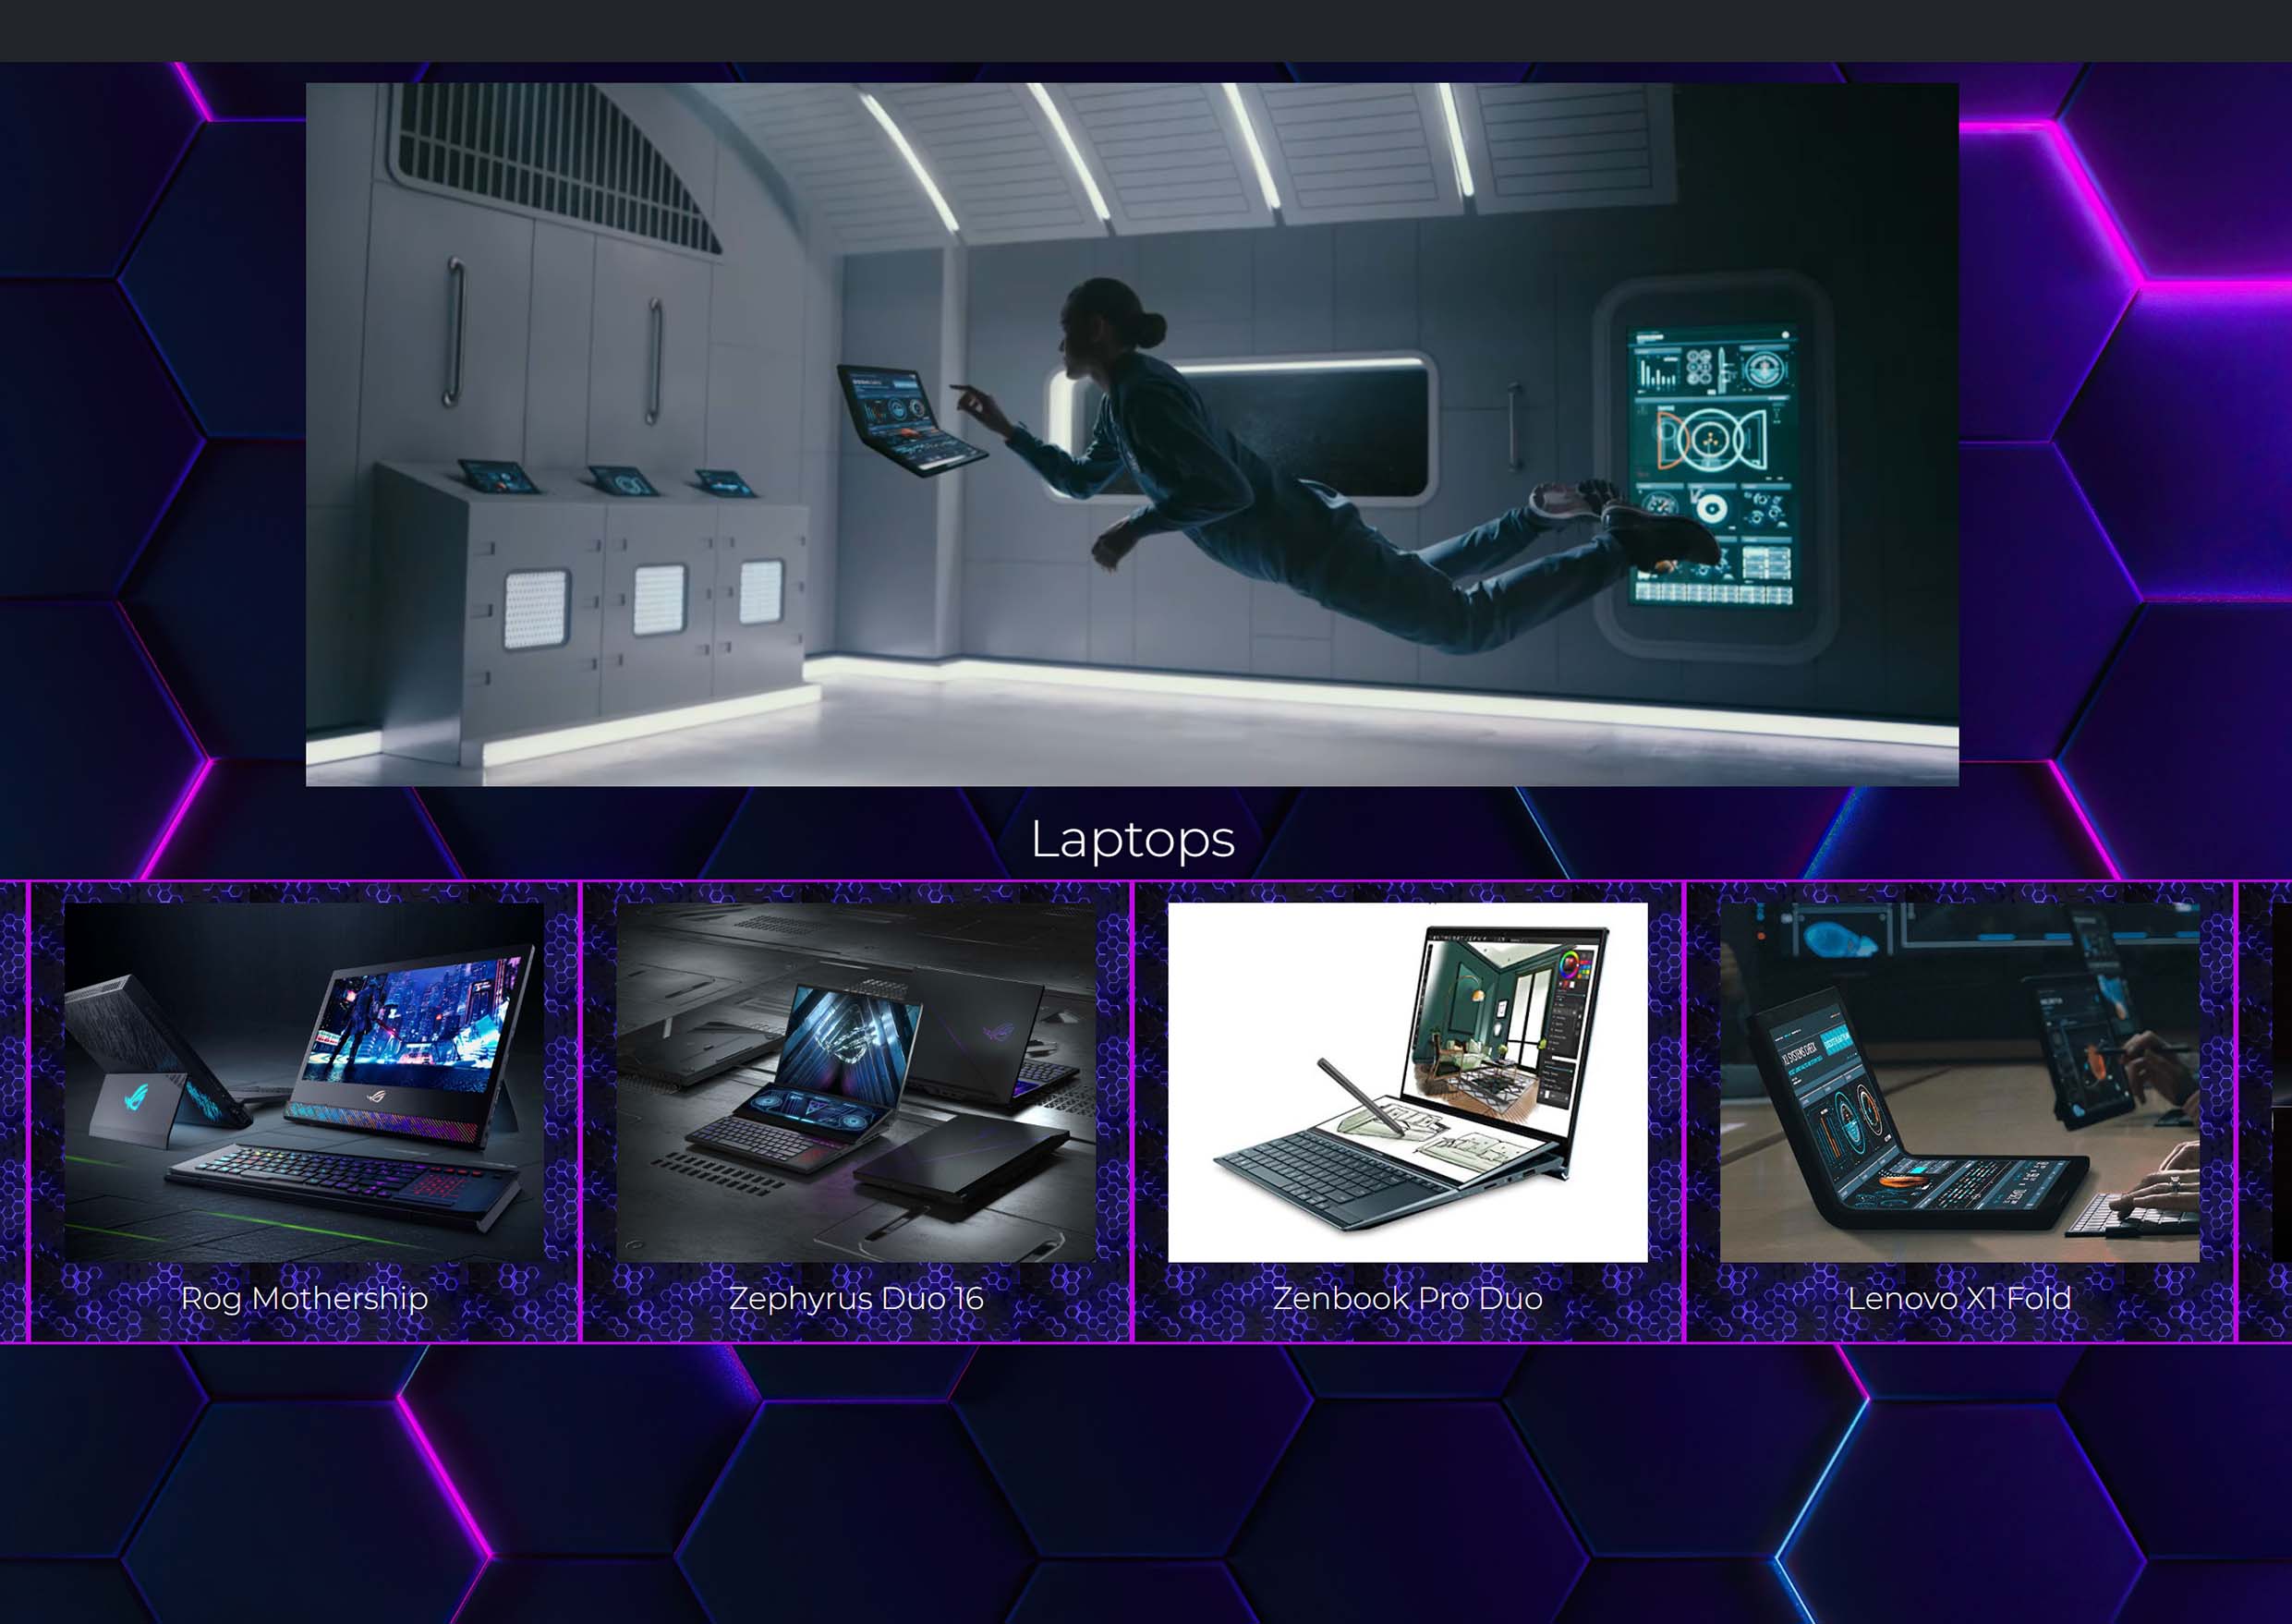 Laptops
Rog Mothership
Zephyrus Duo 16
Zenbook Pro Duo
Lenovo X1 Fold